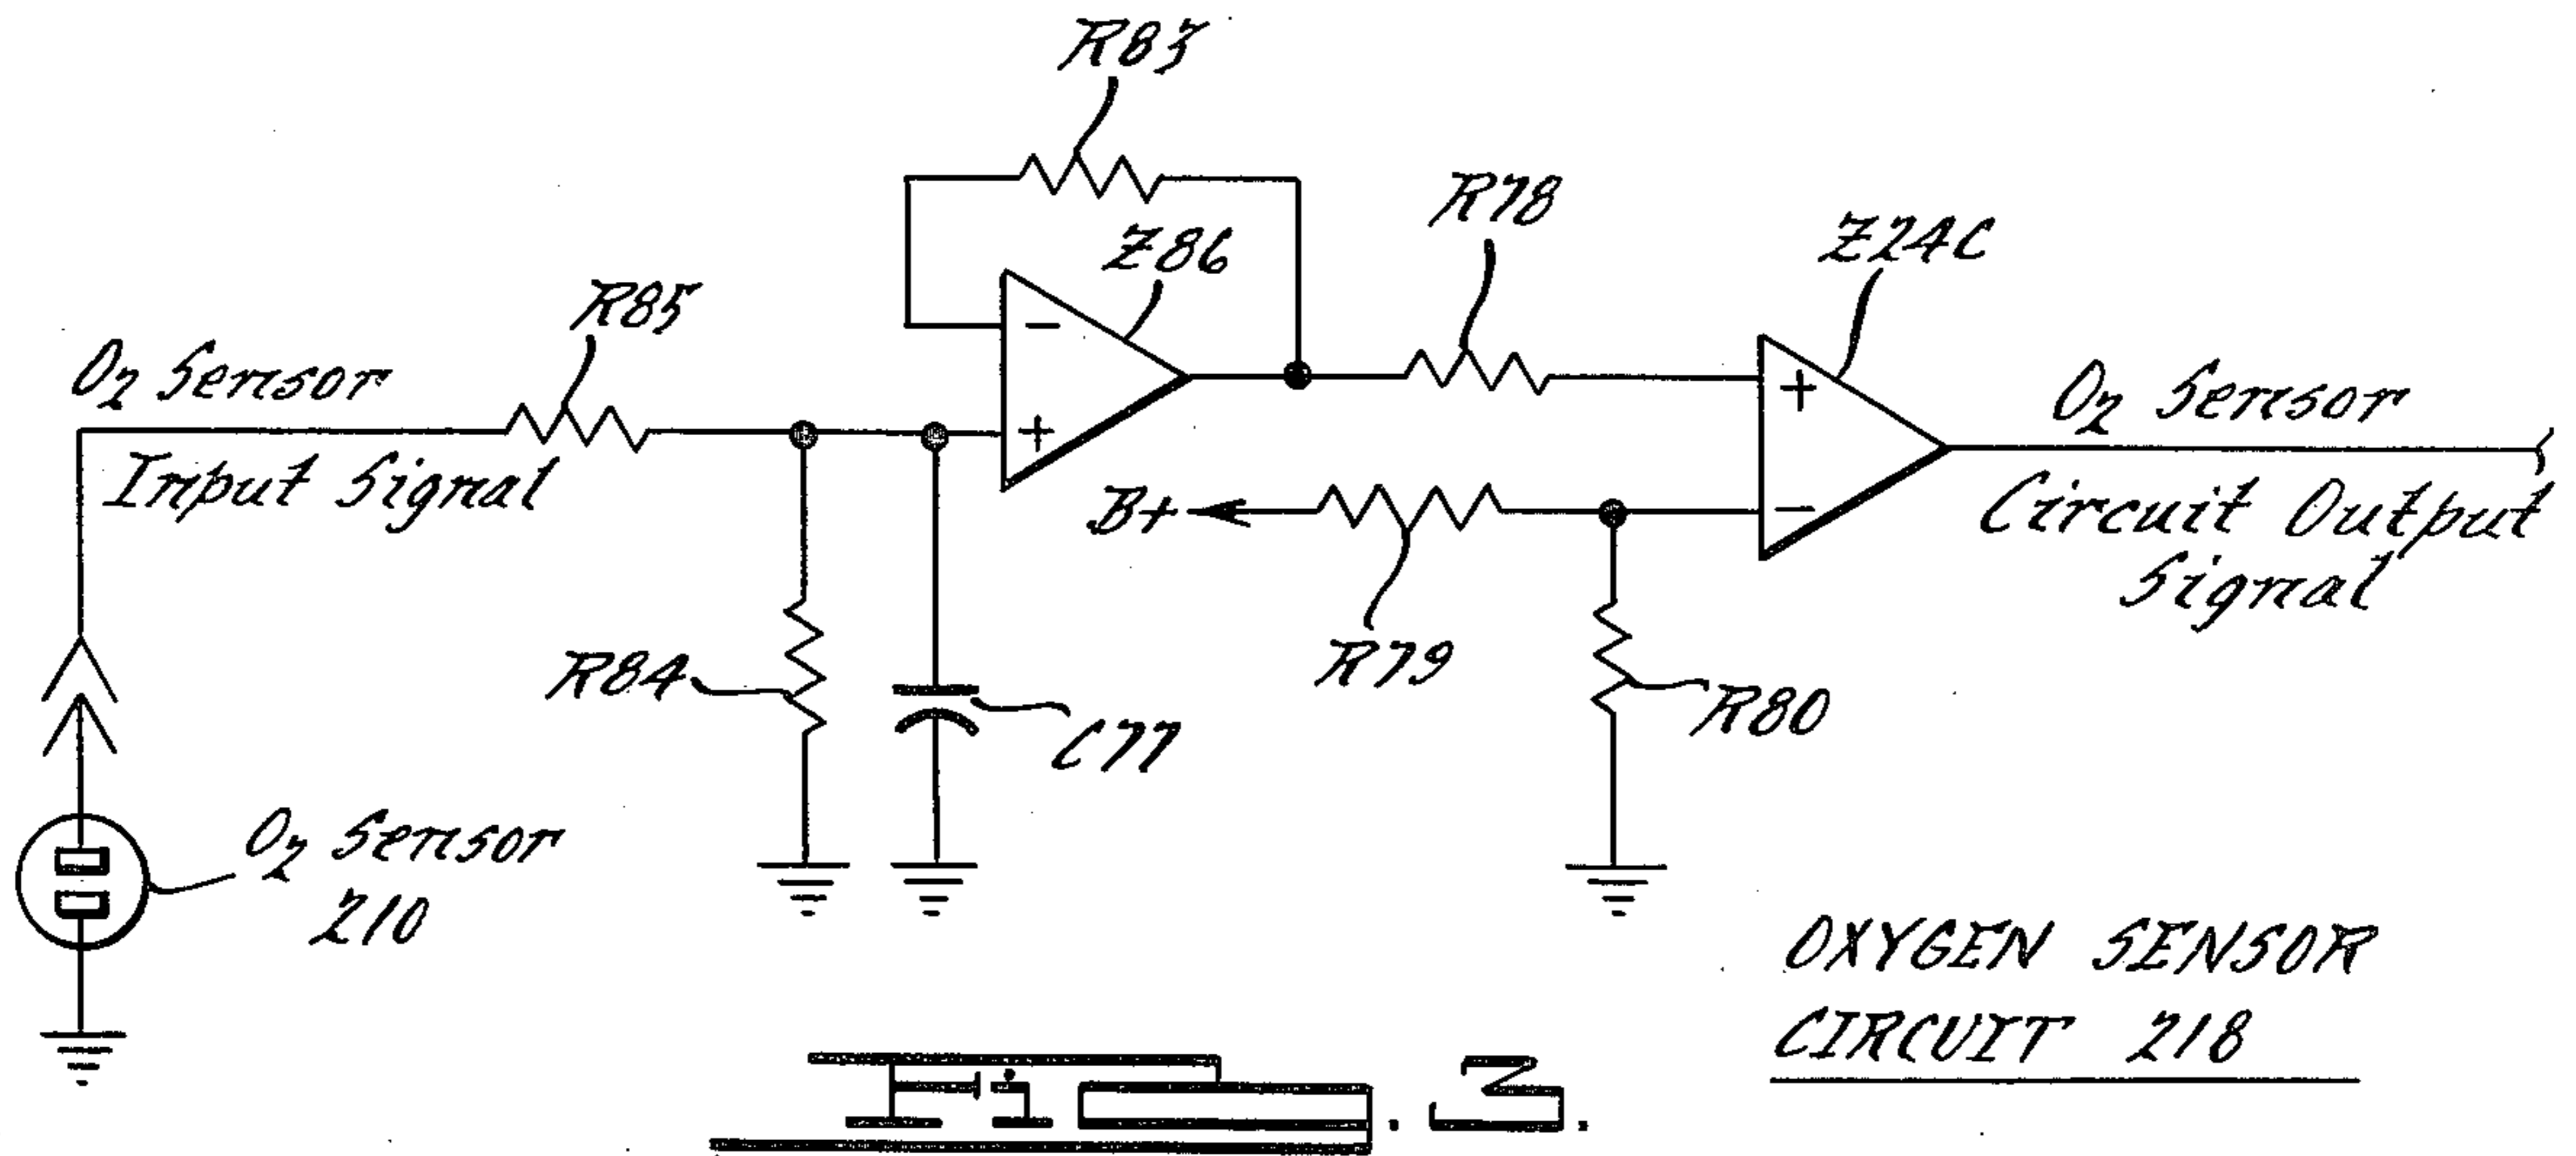 R83
R78
Z24C
Z86
R85
O2 Sensor
Input Signal
−
+
+
−
O2 Sensor
Circuit Output
Signal
B+
R79
R84
C77
R80
O2 Sensor
210
OXYGEN SENSOR
CIRCUIT 218
Fig. 3.